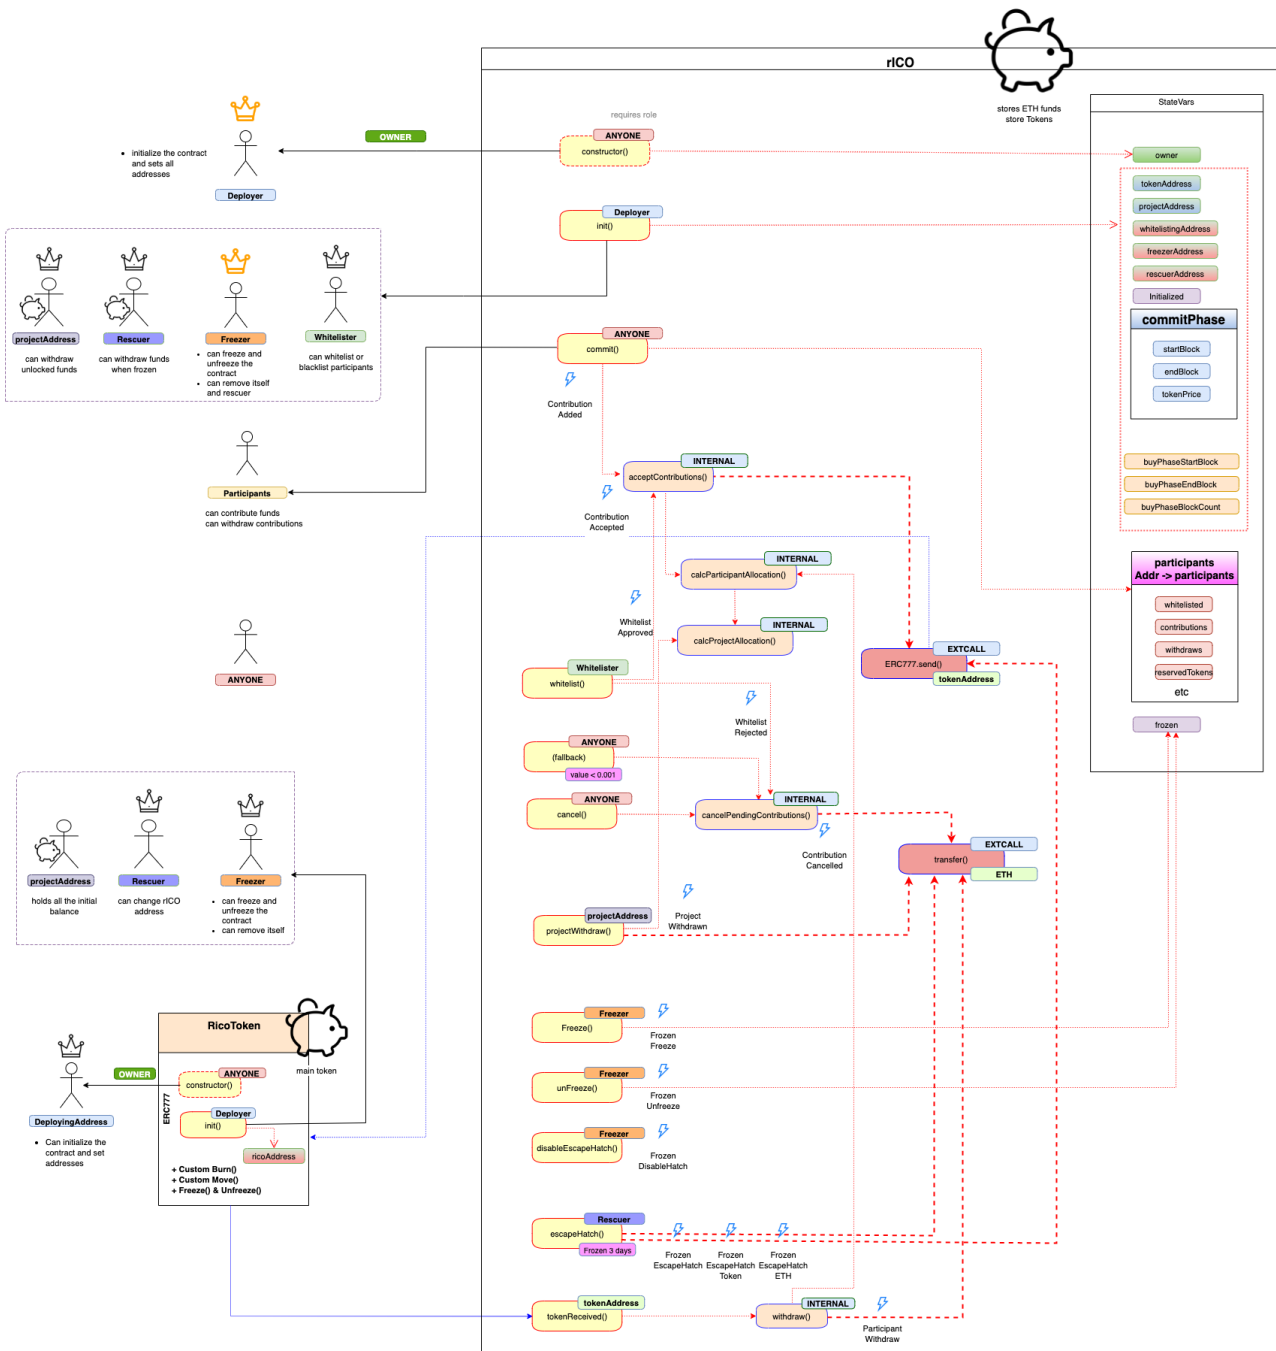 rICO
stores ETH funds
store Tokens
StateVars
requires role
ANYONE
constructor()
OWNER
owner
• initialize the contract
and sets all
addresses
Deployer
tokenAddress
projectAddress
whitelistingAddress
freezerAddress
rescuerAddress
Initialized
Deployer
init()
projectAddress
can withdraw
unlocked funds
Rescuer
can withdraw funds
when frozen
Freezer
• can freeze and
unfreeze the
contract
• can remove itself
and rescuer
Whitelister
can whitelist or
blacklist participants
commitPhase
startBlock
endBlock
tokenPrice
ANYONE
commit()
Contribution
Added
buyPhaseStartBlock
buyPhaseEndBlock
buyPhaseBlockCount
INTERNAL
acceptContributions()
Contribution
Accepted
Participants
can contribute funds
can withdraw contributions
INTERNAL
calcParticipantAllocation()
participants
Addr -> participants
whitelisted
contributions
withdraws
reservedTokens
etc
Whitelist
Approved
INTERNAL
calcProjectAllocation()
EXTCALL
ERC777.send()
tokenAddress
ANYONE
Whitelister
whitelist()
Whitelist
Rejected
frozen
ANYONE
(fallback)
value < 0.001
ANYONE
cancel()
INTERNAL
cancelPendingContributions()
Contribution
Cancelled
EXTCALL
transfer()
ETH
projectAddress
holds all the initial
balance
Rescuer
can change rICO
address
Freezer
• can freeze and
unfreeze the
contract
• can remove itself
projectAddress
projectWithdraw()
Project
Withdrawn
Freezer
Freeze()
Frozen
Freeze
RicoToken
main token
ERC777
OWNER
ANYONE
constructor()
Deployer
init()
ricoAddress
+ Custom Burn()
+ Custom Move()
+ Freeze() & Unfreeze()
DeployingAddress
• Can initialize the
contract and set
addresses
Freezer
unFreeze()
Frozen
Unfreeze
Freezer
disableEscapeHatch()
Frozen
DisableHatch
Rescuer
escapeHatch()
Frozen 3 days
Frozen
EscapeHatch
Frozen
EscapeHatch
Token
Frozen
EscapeHatch
ETH
tokenAddress
tokenReceived()
INTERNAL
withdraw()
Participant
Withdraw